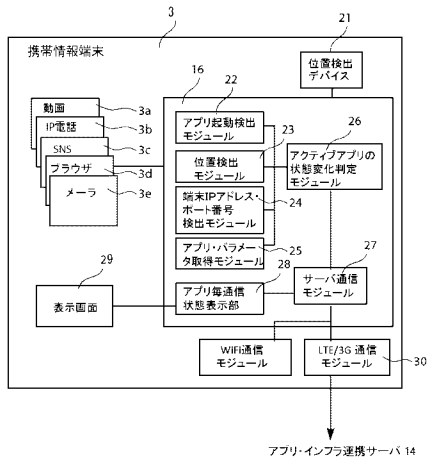 3
21
携帯情報端末
位置検出
デバイス
16
22
動画
3a
IP電話
3b
SNS
3c
ブラウザ
3d
メーラ
3e
アプリ起動検出
モジュール
23
26
位置検出
モジュール
アクティブアプリの
状態変化判定
モジュール
端末IPアドレス・
ポート番号
検出モジュール
24
アプリ・パラメー
タ取得モジュール
25
29
28
27
表示画面
アプリ毎通信
状態表示部
サーバ通信
モジュール
WiFi通信
モジュール
LTE/3G 通信
モジュール
30
アプリ・インフラ連携サーバ 14